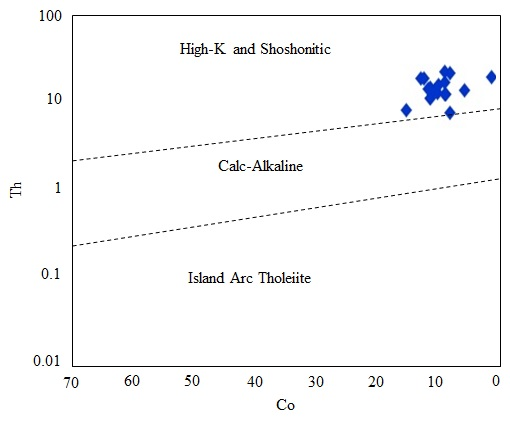 100
High-K and Shoshonitic
10
Calc-Alkaline
Th
1
0.1
Island Arc Tholeiite
0.01
70 60 50 40 30 20 10 0
Co